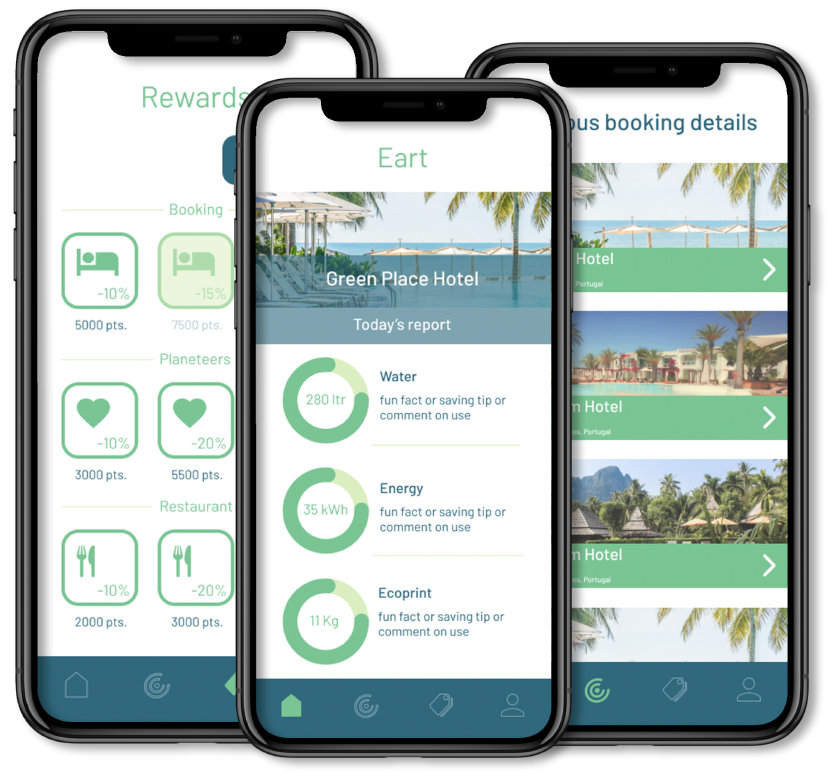 Rewards
Booking
-10%
-15%
5000 pts.
7500 pts.
Planeteers
-10%
-20%
3000 pts.
5500 pts.
Restaurant
-10%
-20%
2000 pts.
3000 pts.
Eart
Green Place Hotel
Today's report
280 ltr
Water
fun fact or saving tip or
comment on use
35 kWh
Energy
fun fact or saving tip or
comment on use
11 Kg
Ecoprint
fun fact or saving tip or
comment on use
ous booking details
Hotel
Portugal
m Hotel
es, Portugal
m Hotel
es, Portugal